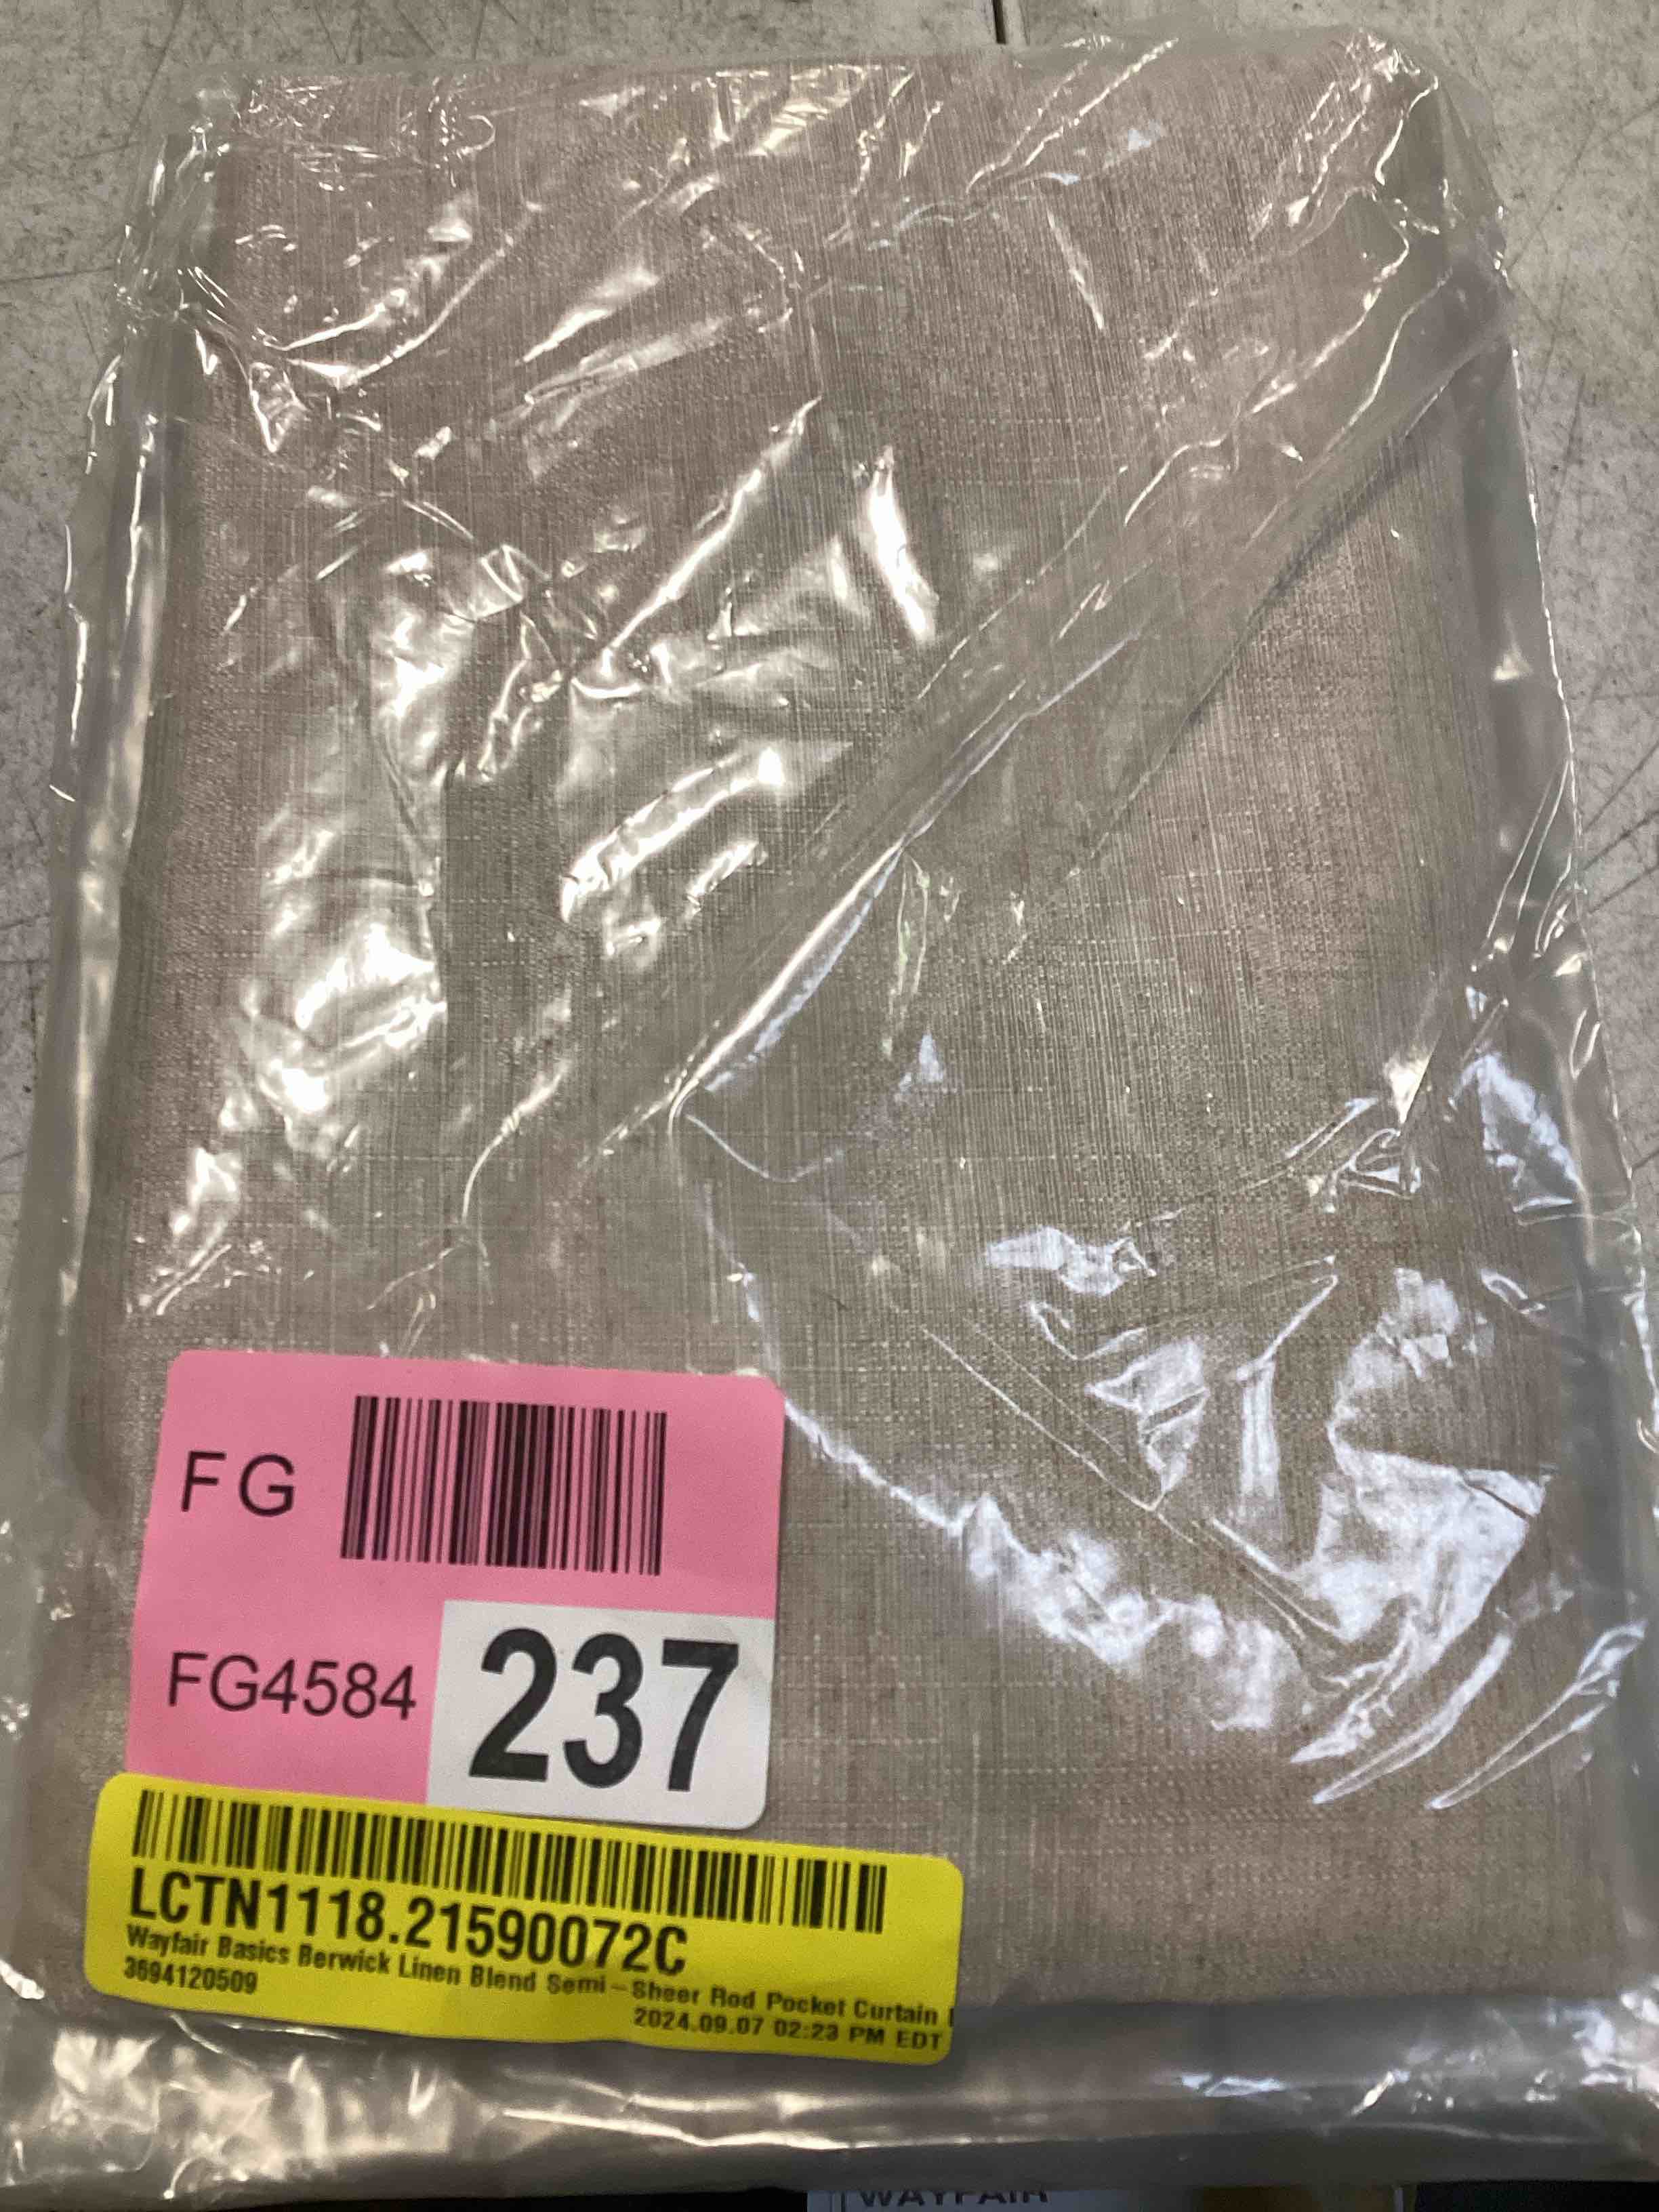 FG
FG4584
237
LCTN1118.21590072C
Wayfair Basics Berwick Linen Blend Semi-Sheer Rod Pocket Curtain
3694120509
2024.09.07 02:23 PM EDT
WAYFAIR